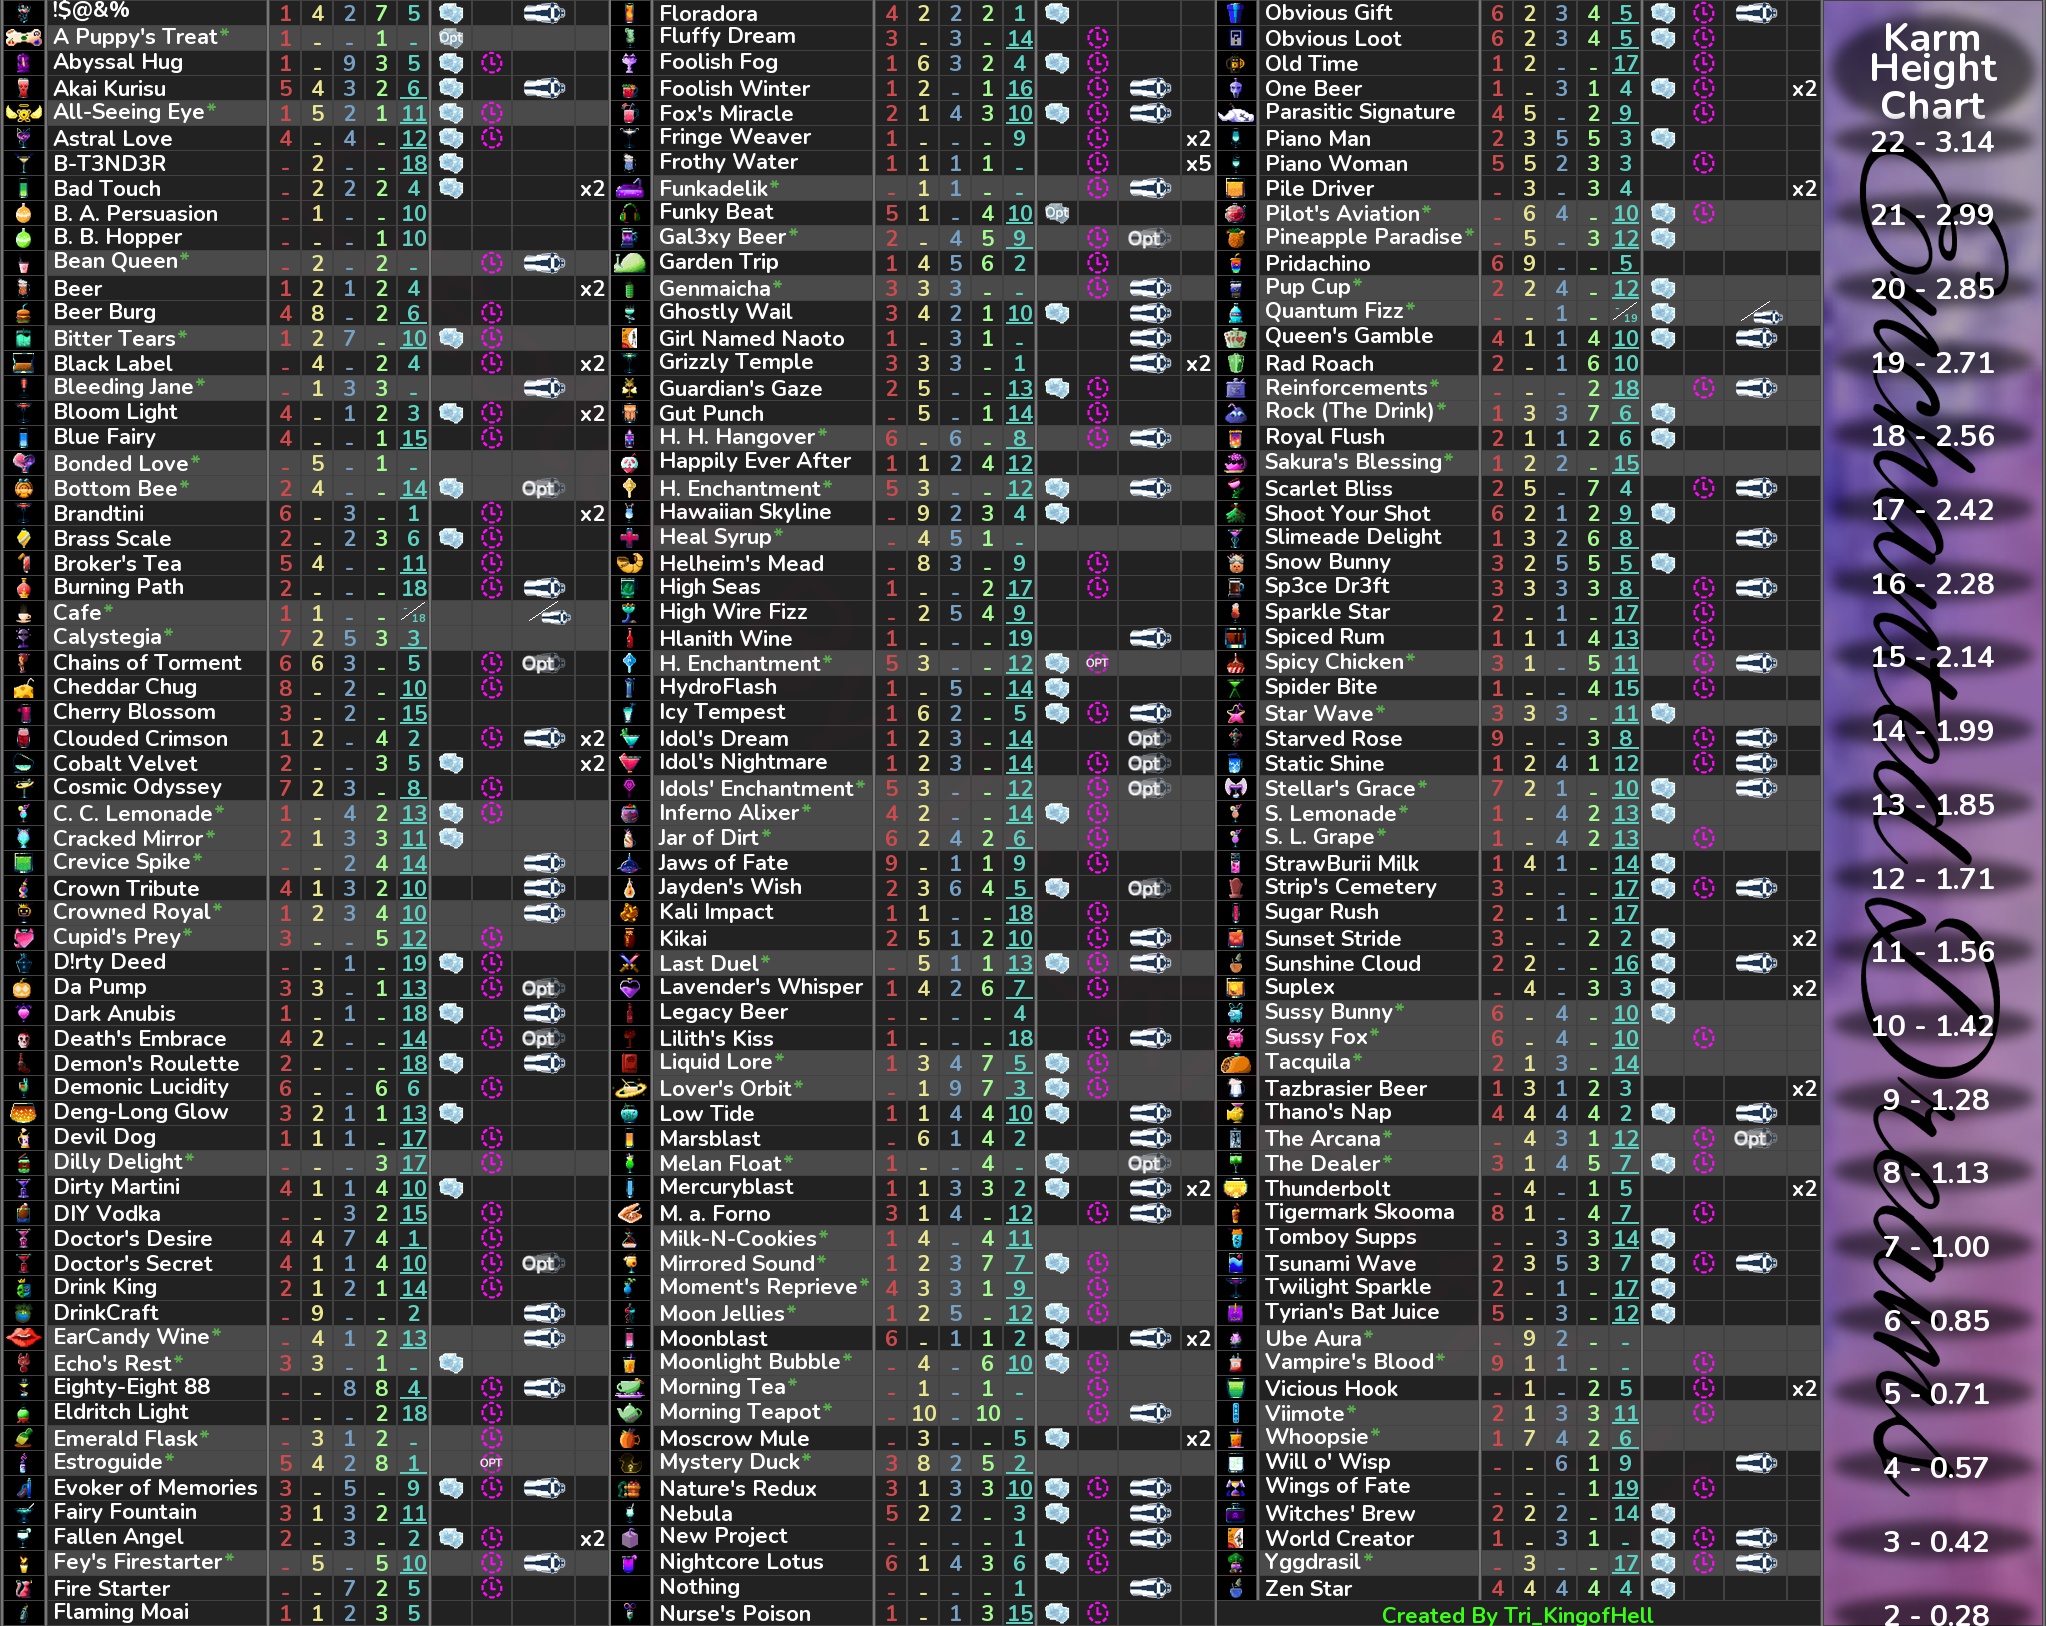 !$@&% 1 4 2 7 5
A Puppy's Treat* 1 - - 1 - Opt
Abyssal Hug 1 - 9 3 5
Akai Kurisu 5 4 3 2 6
All-Seeing Eye* 1 5 2 1 11
Astral Love 4 - 4 - 12
B-T3ND3R - 2 - - 18
Bad Touch - 2 2 2 4 x2
B. A. Persuasion - 1 - - 10
B. B. Hopper - - - 1 10
Bean Queen* - 2 - 2 -
Beer 1 2 1 2 4 x2
Beer Burg 4 8 - 2 6
Bitter Tears* 1 2 7 - 10
Black Label - 4 - 2 4 x2
Bleeding Jane* - 1 3 3 -
Bloom Light 4 - 1 2 3 x2
Blue Fairy 4 - - 1 15
Bonded Love* - 5 - 1 -
Bottom Bee* 2 4 - - 14 Opt
Brandtini 6 - 3 - 1 x2
Brass Scale 2 - 2 3 6
Broker's Tea 5 4 - - 11
Burning Path 2 - - - 18
Cafe* 1 1 - - -/18
Calystegia* 7 2 5 3 3
Chains of Torment 6 6 3 - 5 Opt
Cheddar Chug 8 - 2 - 10
Cherry Blossom 3 - 2 - 15
Clouded Crimson 1 2 - 4 2 x2
Cobalt Velvet 2 - - 3 5 x2
Cosmic Odyssey 7 2 3 - 8
C. C. Lemonade* 1 - 4 2 13
Cracked Mirror* 2 1 3 3 11
Crevice Spike* - - 2 4 14
Crown Tribute 4 1 3 2 10
Crowned Royal* 1 2 3 4 10
Cupid's Prey* 3 - - 5 12
D!rty Deed - - 1 - 19
Da Pump 3 3 - 1 13 Opt
Dark Anubis 1 - 1 - 18
Death's Embrace 4 2 - - 14 Opt
Demon's Roulette 2 - - - 18
Demonic Lucidity 6 - - 6 6
Deng-Long Glow 3 2 1 1 13
Devil Dog 1 1 1 - 17
Dilly Delight* - - - 3 17
Dirty Martini 4 1 1 4 10
DIY Vodka - - 3 2 15
Doctor's Desire 4 4 7 4 1
Doctor's Secret 4 1 1 4 10 Opt
Drink King 2 1 2 1 14
DrinkCraft - 9 - - 2
EarCandy Wine* - 4 1 2 13
Echo's Rest* 3 3 - 1 -
Eighty-Eight 88 - - 8 8 4
Eldritch Light - - - 2 18
Emerald Flask* - 3 1 2 -
Estroguide* 5 4 2 8 1 OPT
Evoker of Memories 3 - 5 - 9
Fairy Fountain 3 1 3 2 11
Fallen Angel 2 - 3 - 2 x2
Fey's Firestarter* - 5 - 5 10
Fire Starter - - 7 2 5
Flaming Moai 1 1 2 3 5
Floradora 4 2 2 2 1
Fluffy Dream 3 - 3 - 14
Foolish Fog 1 6 3 2 4
Foolish Winter 1 2 - 1 16
Fox's Miracle 2 1 4 3 10
Fringe Weaver 1 - - - 9 x2
Frothy Water 1 1 1 1 - x5
Funkadelik* - 1 1 - -
Funky Beat 5 1 - 4 10 Opt
Gal3xy Beer* 2 - 4 5 9 Opt
Garden Trip 1 4 5 6 2
Genmaicha* 3 3 3 - -
Ghostly Wail 3 4 2 1 10
Girl Named Naoto 1 - 3 1 -
Grizzly Temple 3 3 3 - 1 x2
Guardian's Gaze 2 5 - - 13
Gut Punch - 5 - 1 14
H. H. Hangover* 6 - 6 - 8
Happily Ever After 1 1 2 4 12
H. Enchantment* 5 3 - - 12
Hawaiian Skyline - 9 2 3 4
Heal Syrup* - 4 5 1 -
Helheim's Mead - 8 3 - 9
High Seas 1 - - 2 17
High Wire Fizz - 2 5 4 9
Hlanith Wine 1 - - - 19
H. Enchantment* 5 3 - - 12 OPT
HydroFlash 1 - 5 - 14
Icy Tempest 1 6 2 - 5
Idol's Dream 1 2 3 - 14 Opt
Idol's Nightmare 1 2 3 - 14 Opt
Idols' Enchantment* 5 3 - - 12 Opt
Inferno Alixer* 4 2 - - 14
Jar of Dirt* 6 2 4 2 6
Jaws of Fate 9 - 1 1 9
Jayden's Wish 2 3 6 4 5 Opt
Kali Impact 1 1 - - 18
Kikai 2 5 1 2 10
Last Duel* - 5 1 1 13
Lavender's Whisper 1 4 2 6 7
Legacy Beer - - - - 4
Lilith's Kiss 1 - - - 18
Liquid Lore* 1 3 4 7 5
Lover's Orbit* - 1 9 7 3
Low Tide 1 1 4 4 10
Marsblast - 6 1 4 2
Melan Float* 1 - - 4 - Opt
Mercuryblast 1 1 3 3 2 x2
M. a. Forno 3 1 4 - 12
Milk-N-Cookies* 1 4 - 4 11
Mirrored Sound* 1 2 3 7 7
Moment's Reprieve* 4 3 3 1 9
Moon Jellies* 1 2 5 - 12
Moonblast 6 - 1 1 2 x2
Moonlight Bubble* - 4 - 6 10
Morning Tea* - 1 - 1 -
Morning Teapot* - 10 - 10 -
Moscrow Mule - 3 - - 5 x2
Mystery Duck* 3 8 2 5 2
Nature's Redux 3 1 3 3 10
Nebula 5 2 2 - 3
New Project - - - - 1
Nightcore Lotus 6 1 4 3 6
Nothing - - - - 1
Nurse's Poison 1 - 1 3 15
Obvious Gift 6 2 3 4 5
Obvious Loot 6 2 3 4 5
Old Time 1 2 - - 17
One Beer 1 - 3 1 4 x2
Parasitic Signature 4 5 - 2 9
Piano Man 2 3 5 5 3
Piano Woman 5 5 2 3 3
Pile Driver - 3 - 3 4 x2
Pilot's Aviation* - 6 4 - 10
Pineapple Paradise* - 5 - 3 12
Pridachino 6 9 - - 5
Pup Cup* 2 2 4 - 12
Quantum Fizz* - - 1 - -/19
Queen's Gamble 4 1 1 4 10
Rad Roach 2 - 1 6 10
Reinforcements* - - - 2 18
Rock (The Drink)* 1 3 3 7 6
Royal Flush 2 1 1 2 6
Sakura's Blessing* 1 2 2 - 15
Scarlet Bliss 2 5 - 7 4
Shoot Your Shot 6 2 1 2 9
Slimeade Delight 1 3 2 6 8
Snow Bunny 3 2 5 5 5
Sp3ce Dr3ft 3 3 3 3 8
Sparkle Star 2 - 1 - 17
Spiced Rum 1 1 1 4 13
Spicy Chicken* 3 1 - 5 11
Spider Bite 1 - - 4 15
Star Wave* 3 3 3 - 11
Starved Rose 9 - - 3 8
Static Shine 1 2 4 1 12
Stellar's Grace* 7 2 1 - 10
S. Lemonade* 1 - 4 2 13
S. L. Grape* 1 - 4 2 13
StrawBurii Milk 1 4 1 - 14
Strip's Cemetery 3 - - - 17
Sugar Rush 2 - 1 - 17
Sunset Stride 3 - - 2 2 x2
Sunshine Cloud 2 2 - - 16
Suplex - 4 - 3 3 x2
Sussy Bunny* 6 - 4 - 10
Sussy Fox* 6 - 4 - 10
Tacquila* 2 1 3 - 14
Tazbrasier Beer 1 3 1 2 3 x2
Thano's Nap 4 4 4 4 2
The Arcana* - 4 3 1 12 Opt
The Dealer* 3 1 4 5 7
Thunderbolt - 4 - 1 5 x2
Tigermark Skooma 8 1 - 4 7
Tomboy Supps - - 3 3 14
Tsunami Wave 2 3 5 3 7
Twilight Sparkle 2 - 1 - 17
Tyrian's Bat Juice 5 - 3 - 12
Ube Aura* - 9 2 - -
Vampire's Blood* 9 1 1 - -
Vicious Hook - 1 - 2 5 x2
Viimote* 2 1 3 3 11
Whoopsie* 1 7 4 2 6
Will o' Wisp - - 6 1 9
Wings of Fate - - - 1 19
Witches' Brew 2 2 2 - 14
World Creator 1 - 3 1 -
Yggdrasil* - 3 - - 17
Zen Star 4 4 4 4 4
Created By Tri_KingofHell
Karm
Height
Chart
22 - 3.14
21 - 2.99
20 - 2.85
19 - 2.71
18 - 2.56
17 - 2.42
16 - 2.28
15 - 2.14
14 - 1.99
13 - 1.85
12 - 1.71
11 - 1.56
10 - 1.42
9 - 1.28
8 - 1.13
7 - 1.00
6 - 0.85
5 - 0.71
4 - 0.57
3 - 0.42
2 - 0.28
Enchanted Dreams